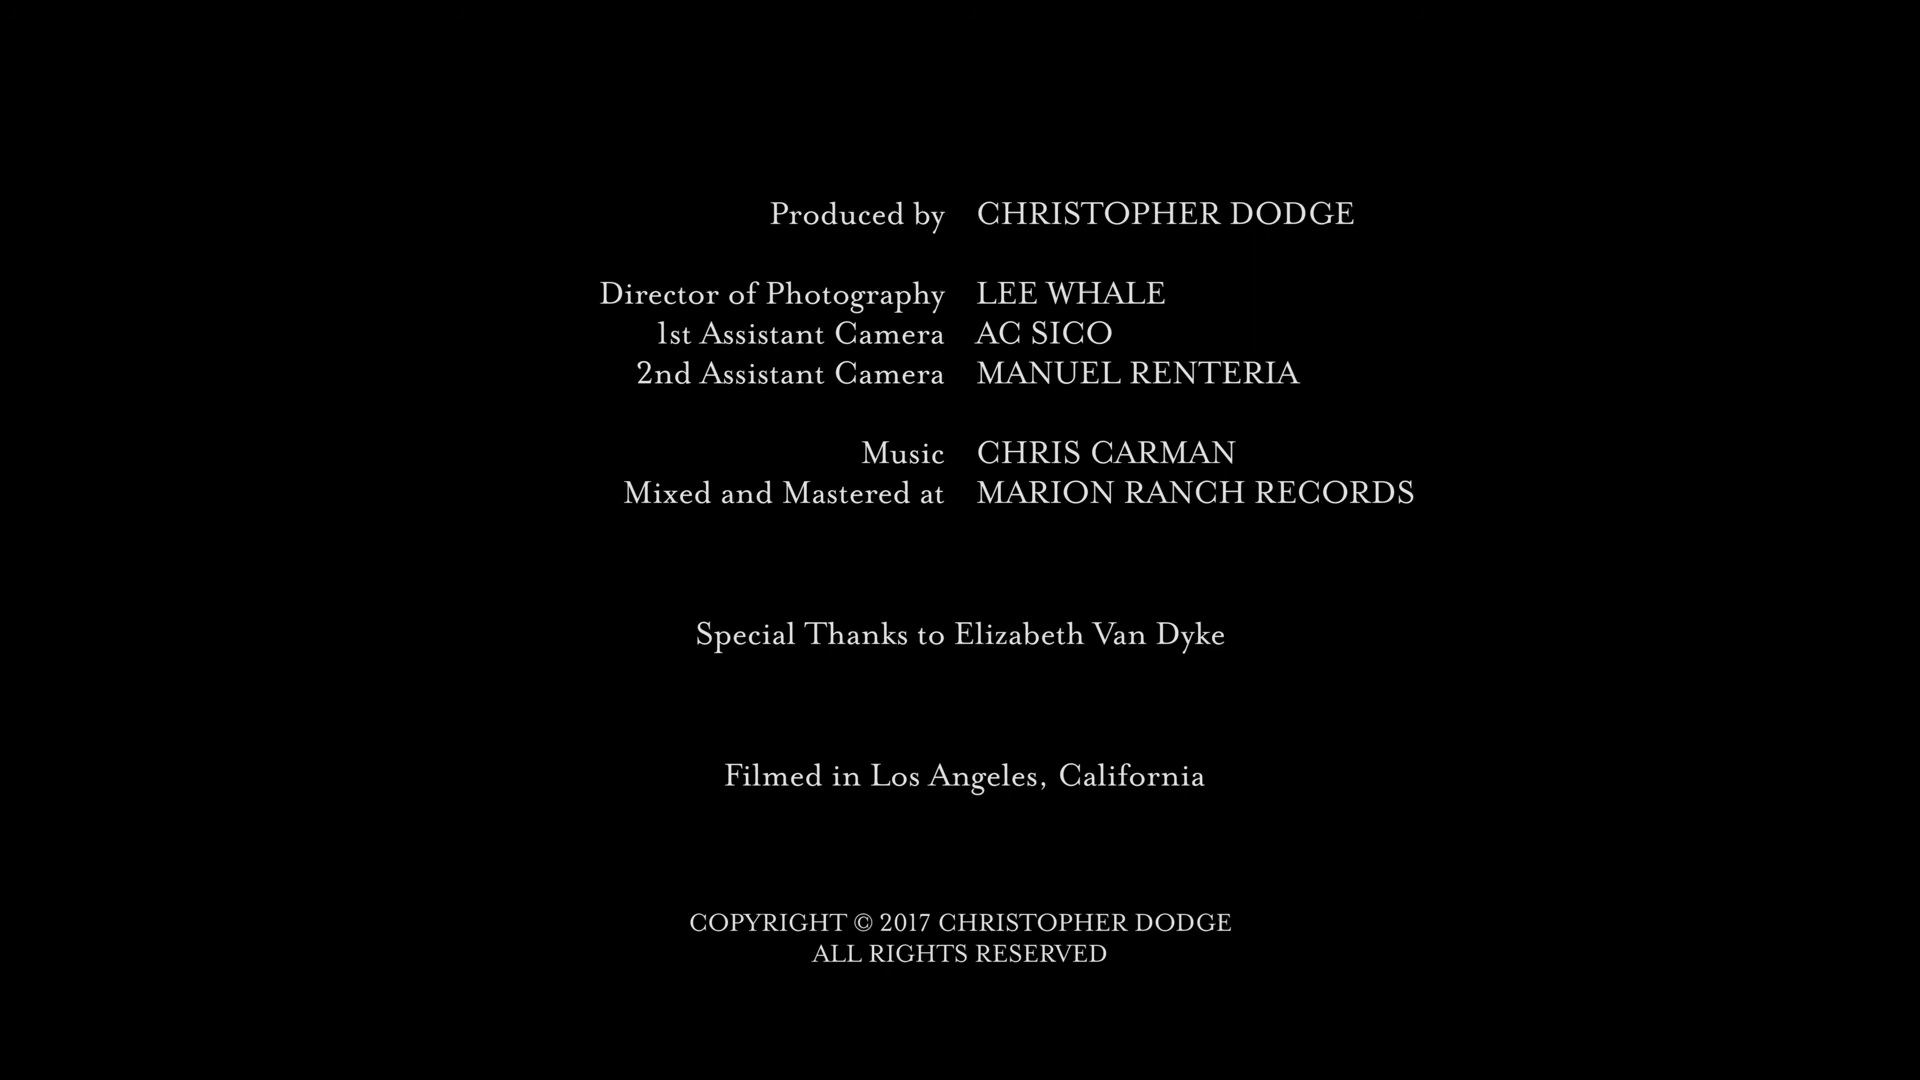 Produced by CHRISTOPHER DODGE
Director of Photography LEE WHALE
1st Assistant Camera AC SICO
2nd Assistant Camera MANUEL RENTERIA
Music CHRIS CARMAN
Mixed and Mastered at MARION RANCH RECORDS
Special Thanks to Elizabeth Van Dyke
Filmed in Los Angeles, California
COPYRIGHT © 2017 CHRISTOPHER DODGE
ALL RIGHTS RESERVED